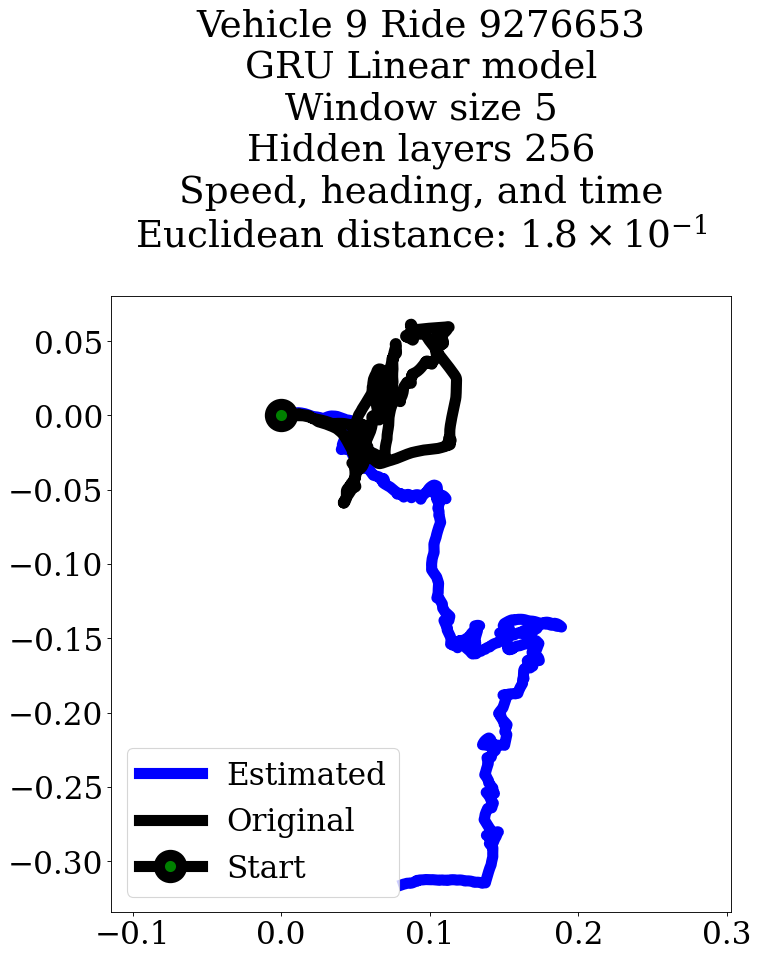 Vehicle 9 Ride 9276653
GRU Linear model
Window size 5
Hidden layers 256
Speed, heading, and time
Euclidean distance: 1.8 × 10⁻¹
0.05
0.00
−0.05
−0.10
−0.15
−0.20
−0.25
−0.30
Estimated
Original
Start
−0.1 0.0 0.1 0.2 0.3